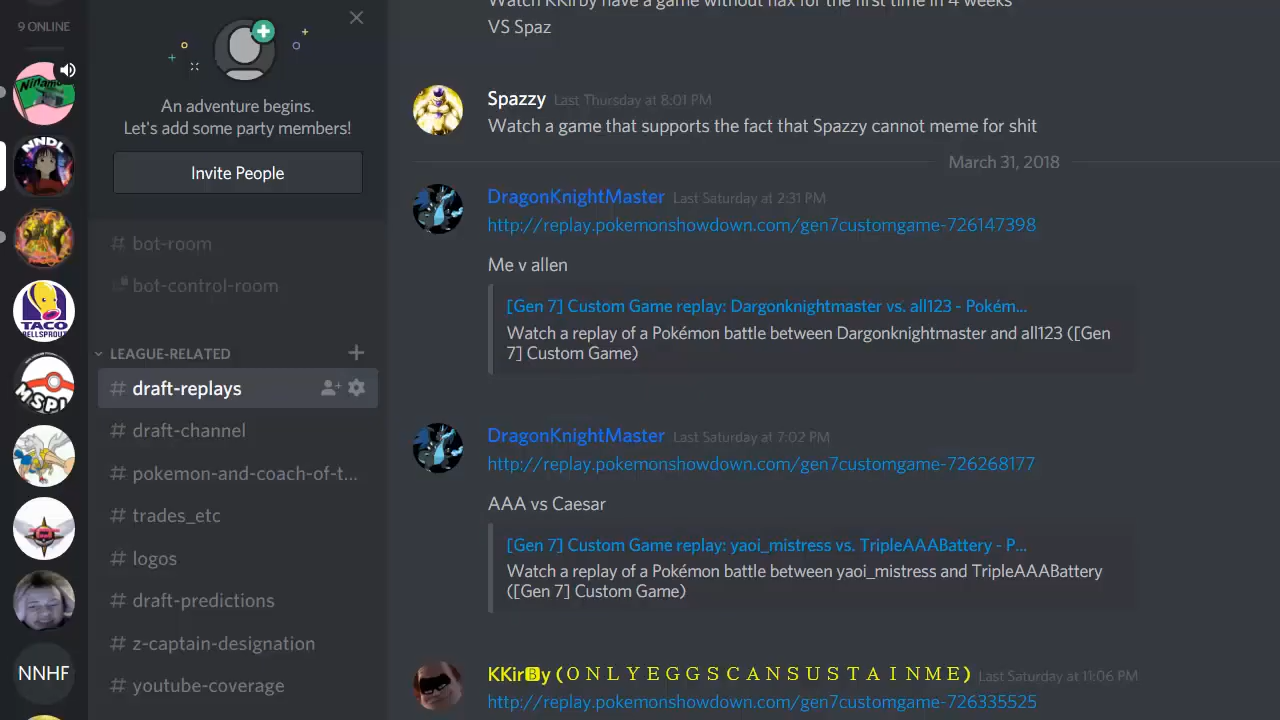 9 ONLINE
Nintama
NNDL
TACO
BELLSPROUT
MSPL
NNHF
An adventure begins.
Let's add some party members!
Invite People
# bot-room
bot-control-room
LEAGUE-RELATED
# draft-replays
# draft-channel
# pokemon-and-coach-of-t...
# trades_etc
# logos
# draft-predictions
# z-captain-designation
# youtube-coverage
Watch KKirby have a game without hax for the first time in 4 weeks
VS Spaz
Spazzy Last Thursday at 8:01 PM
Watch a game that supports the fact that Spazzy cannot meme for shit
March 31, 2018
DragonKnightMaster Last Saturday at 2:31 PM
http://replay.pokemonshowdown.com/gen7customgame-726147398
Me v allen
[Gen 7] Custom Game replay: Dargonknightmaster vs. all123 - Pokém...
Watch a replay of a Pokémon battle between Dargonknightmaster and all123 ([Gen
7] Custom Game)
DragonKnightMaster Last Saturday at 7:02 PM
http://replay.pokemonshowdown.com/gen7customgame-726268177
AAA vs Caesar
[Gen 7] Custom Game replay: yaoi_mistress vs. TripleAAABattery - P...
Watch a replay of a Pokémon battle between yaoi_mistress and TripleAAABattery
([Gen 7] Custom Game)
KKir🅱y (ＯＮＬＹＥＧＧＳＣＡＮＳＵＳＴＡＩＮＭＥ) Last Saturday at 11:06 PM
http://replay.pokemonshowdown.com/gen7customgame-726335525